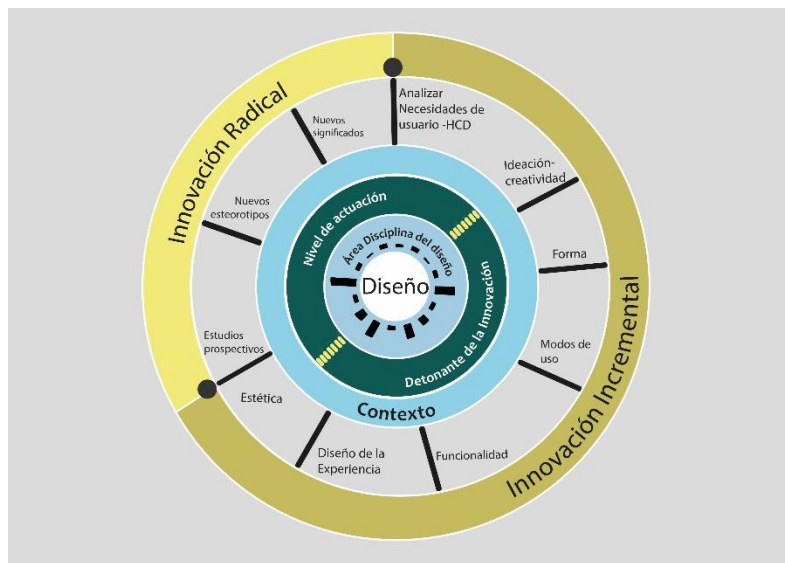 Innovación Radical
Innovación Incremental
Analizar
Necesidades de
usuario -HCD
Ideación-
creatividad
Forma
Modos de
uso
Funcionalidad
Diseño de la
Experiencia
Estética
Estudios
prospectivos
Nuevos
esteorotipos
Nuevos
significados
Contexto
Nivel de actuación
Detonante de la Innovación
Área Disciplina del diseño
Diseño